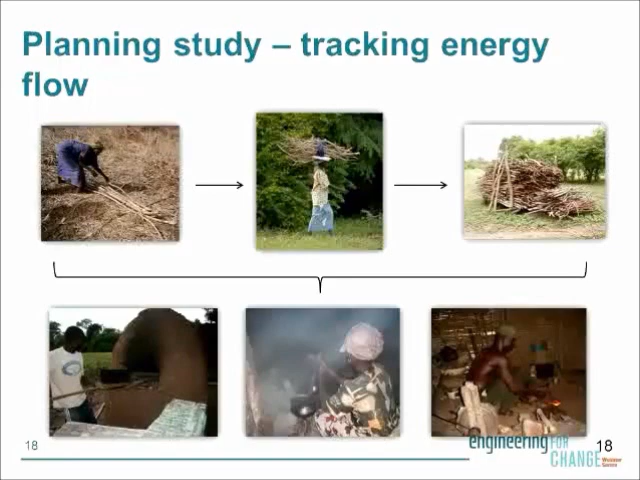 Planning study – tracking energy
flow
18
engineering FOR
CHANGE
18